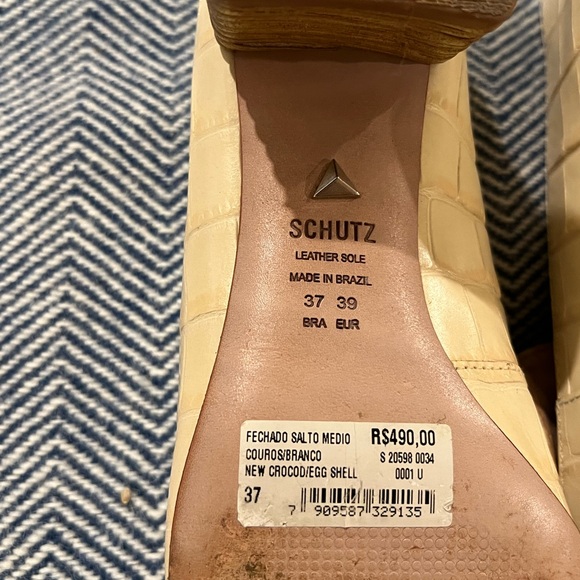 SCHUTZ
LEATHER SOLE
MADE IN BRAZIL
37 39
BRA EUR
FECHADO SALTO MEDIO R$490,00
COUROS/BRANCO S 20598 0034
NEW CROCOD/EGG SHELL 0001 U
37
7 909587 329135